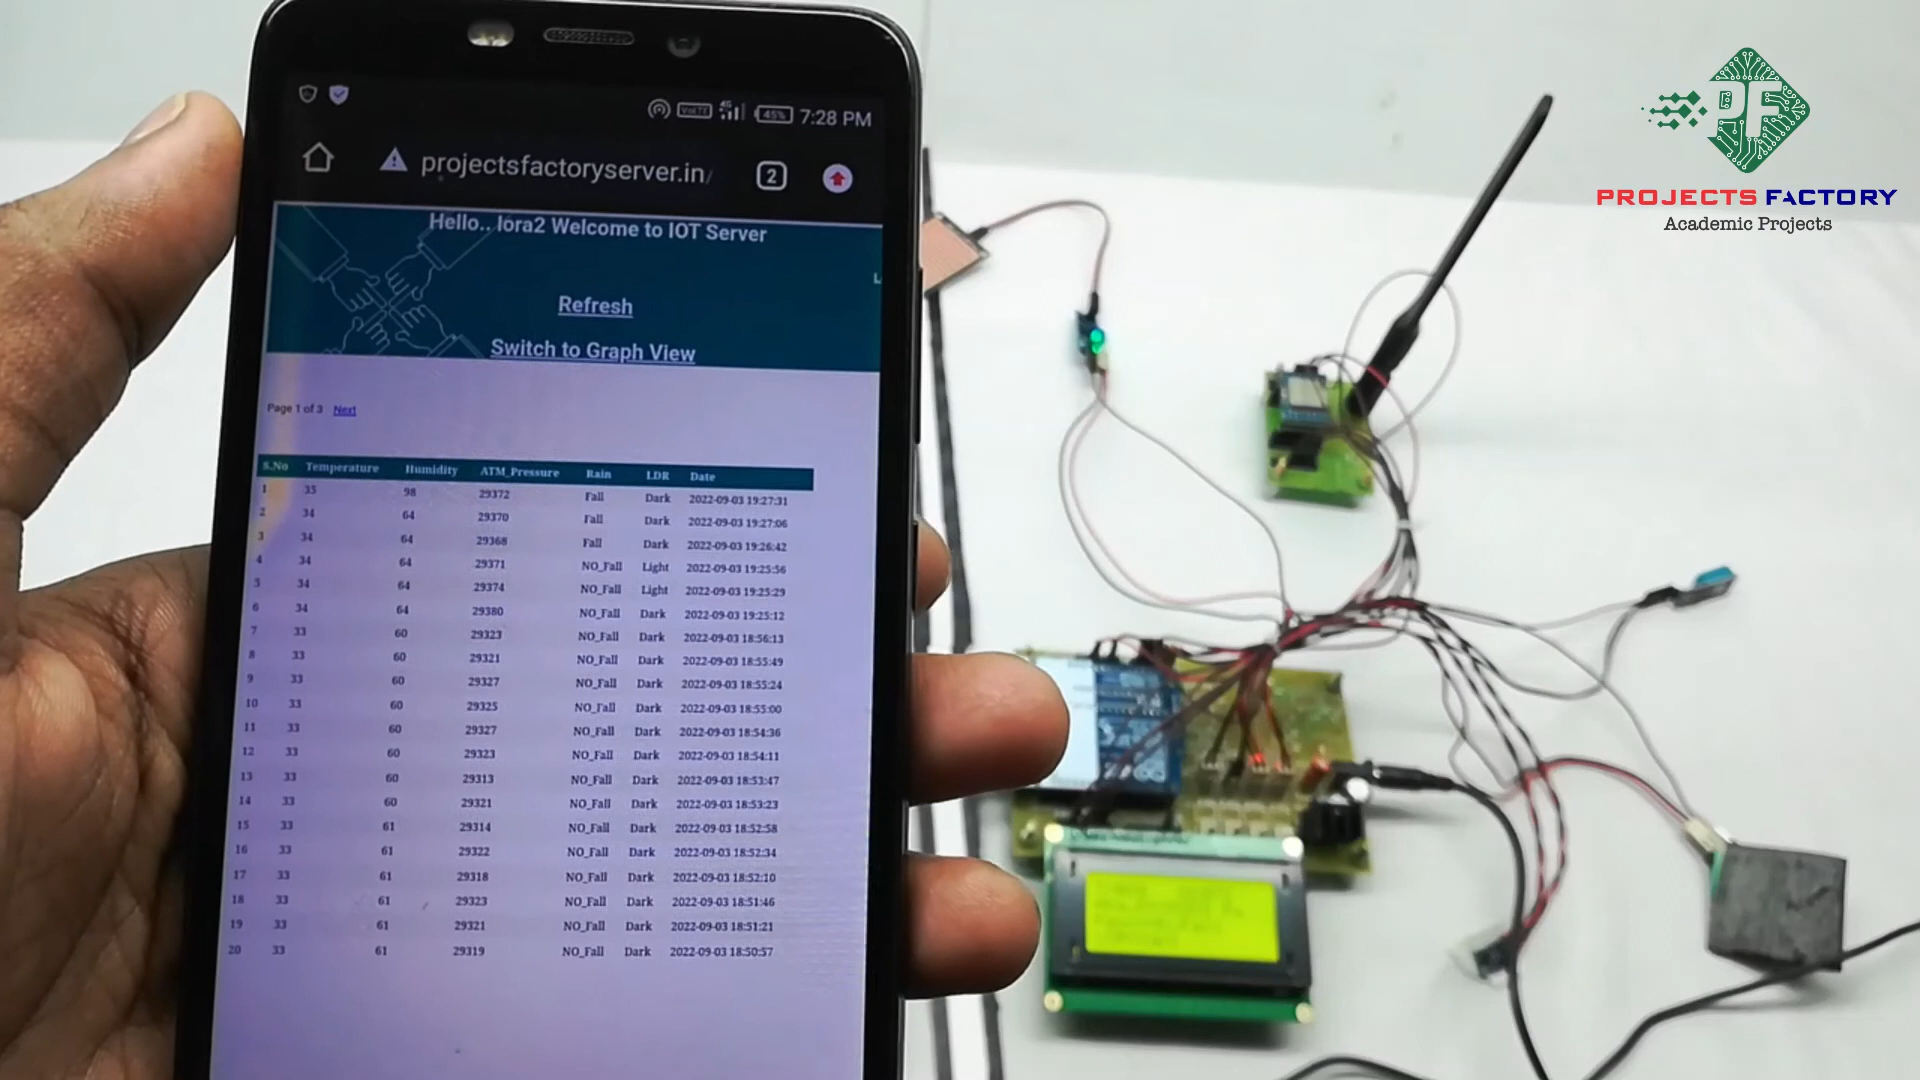 45% 7:28 PM
projectsfactoryserver.in/
2
Hello.. lora2 Welcome to IOT Server
Refresh
Switch to Graph View
Page 1 of 3 Next
S.No Temperature Humidity ATM_Pressure Rain LDR Date
1 35 98 29372 Fall Dark 2022-09-03 19:27:31
2 34 64 29370 Fall Dark 2022-09-03 19:27:06
3 34 64 29368 Fall Dark 2022-09-03 19:26:42
4 34 64 29371 NO_Fall Light 2022-09-03 19:25:56
5 34 64 29374 NO_Fall Light 2022-09-03 19:25:29
6 34 64 29380 NO_Fall Dark 2022-09-03 19:25:12
7 33 60 29323 NO_Fall Dark 2022-09-03 18:56:13
8 33 60 29321 NO_Fall Dark 2022-09-03 18:55:49
9 33 60 29327 NO_Fall Dark 2022-09-03 18:55:24
10 33 60 29325 NO_Fall Dark 2022-09-03 18:55:00
11 33 60 29327 NO_Fall Dark 2022-09-03 18:54:36
12 33 60 29323 NO_Fall Dark 2022-09-03 18:54:11
13 33 60 29313 NO_Fall Dark 2022-09-03 18:53:47
14 33 60 29321 NO_Fall Dark 2022-09-03 18:53:23
15 33 61 29314 NO_Fall Dark 2022-09-03 18:52:58
16 33 61 29322 NO_Fall Dark 2022-09-03 18:52:34
17 33 61 29318 NO_Fall Dark 2022-09-03 18:52:10
18 33 61 29323 NO_Fall Dark 2022-09-03 18:51:46
19 33 61 29321 NO_Fall Dark 2022-09-03 18:51:21
20 33 61 29319 NO_Fall Dark 2022-09-03 18:50:57
PF
PROJECTS FACTORY
Academic Projects